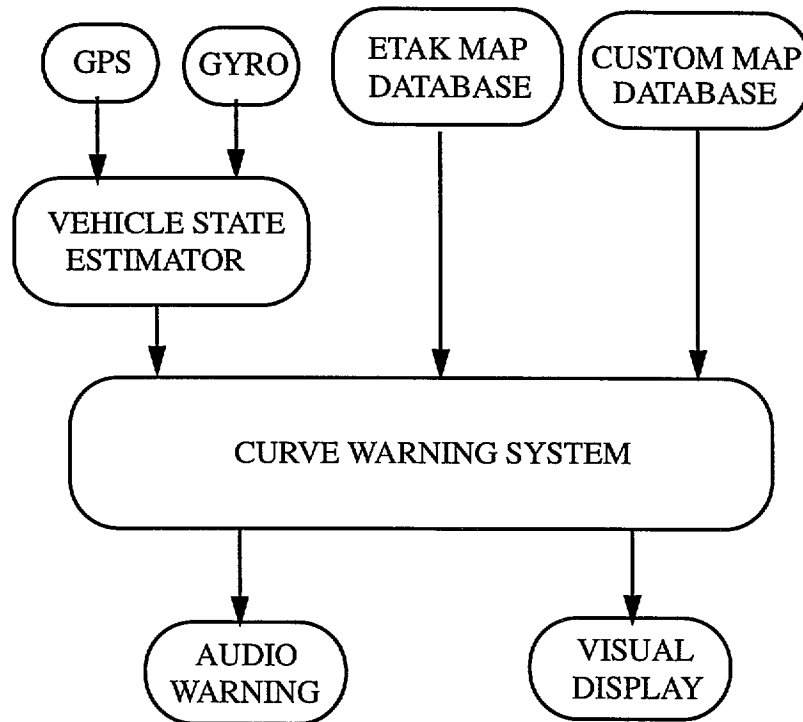 GPS
GYRO
ETAK MAP
DATABASE
CUSTOM MAP
DATABASE
VEHICLE STATE
ESTIMATOR
CURVE WARNING SYSTEM
AUDIO
WARNING
VISUAL
DISPLAY